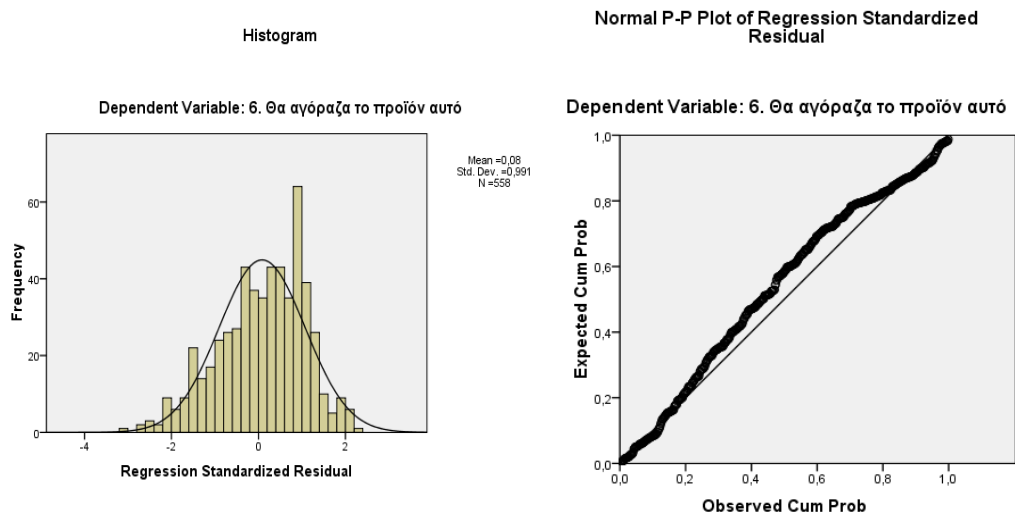 Histogram
Dependent Variable: 6. Θα αγόραζα το προϊόν αυτό
Mean =0,08
Std. Dev. =0,991
N =558
60
40
20
0
Frequency
-4
-2
0
2
Regression Standardized Residual
Normal P-P Plot of Regression Standardized
Residual
Dependent Variable: 6. Θα αγόραζα το προϊόν αυτό
1,0
0,8
0,6
0,4
0,2
0,0
Expected Cum Prob
0,0
0,2
0,4
0,6
0,8
1,0
Observed Cum Prob